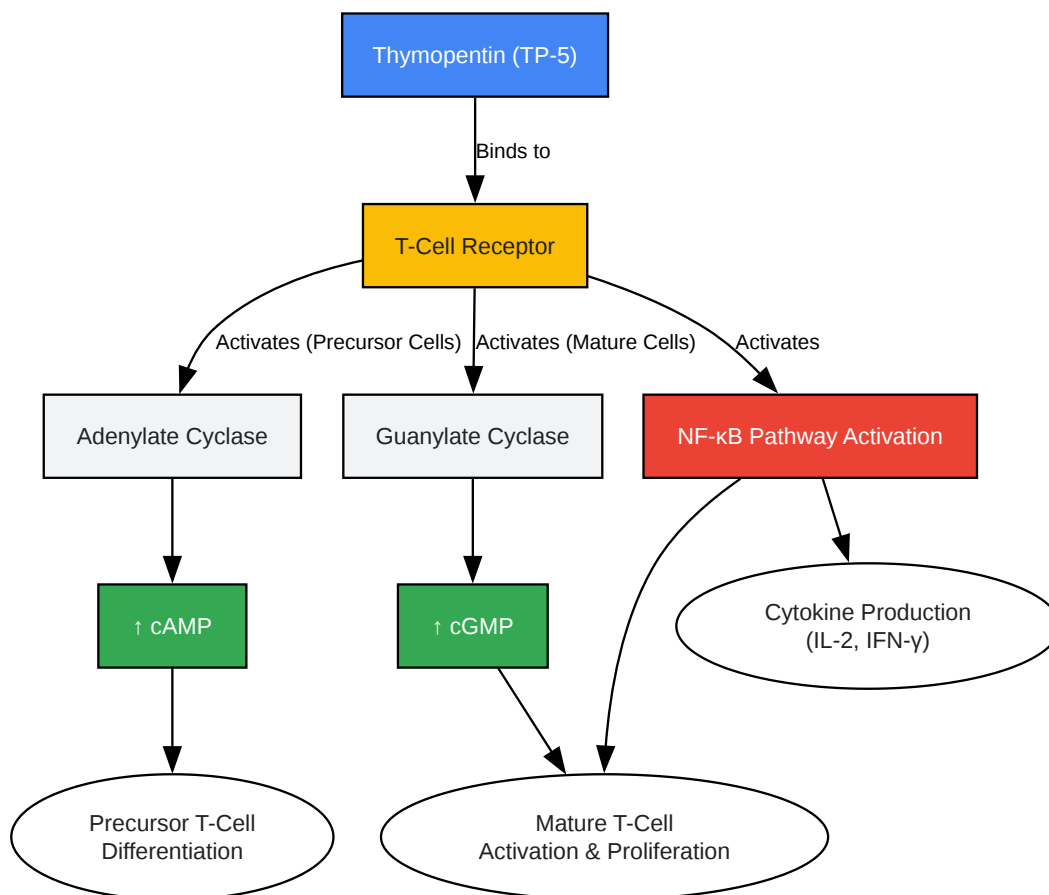 Thymopentin (TP-5)
Binds to
T-Cell Receptor
Activates (Precursor Cells)
Activates (Mature Cells)
Activates
Adenylate Cyclase
Guanylate Cyclase
NF-κB Pathway Activation
↑ cAMP
↑ cGMP
Cytokine Production
(IL-2, IFN-γ)
Precursor T-Cell
Differentiation
Mature T-Cell
Activation & Proliferation